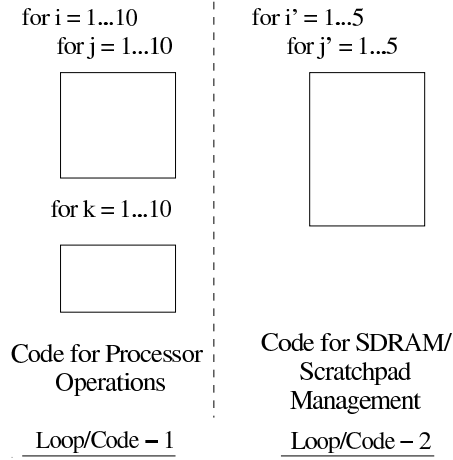 for i = 1...10
for j = 1...10
for k = 1...10
Code for Processor
Operations
Loop/Code – 1
for i’ = 1...5
for j’ = 1...5
Code for SDRAM/
Scratchpad
Management
Loop/Code – 2